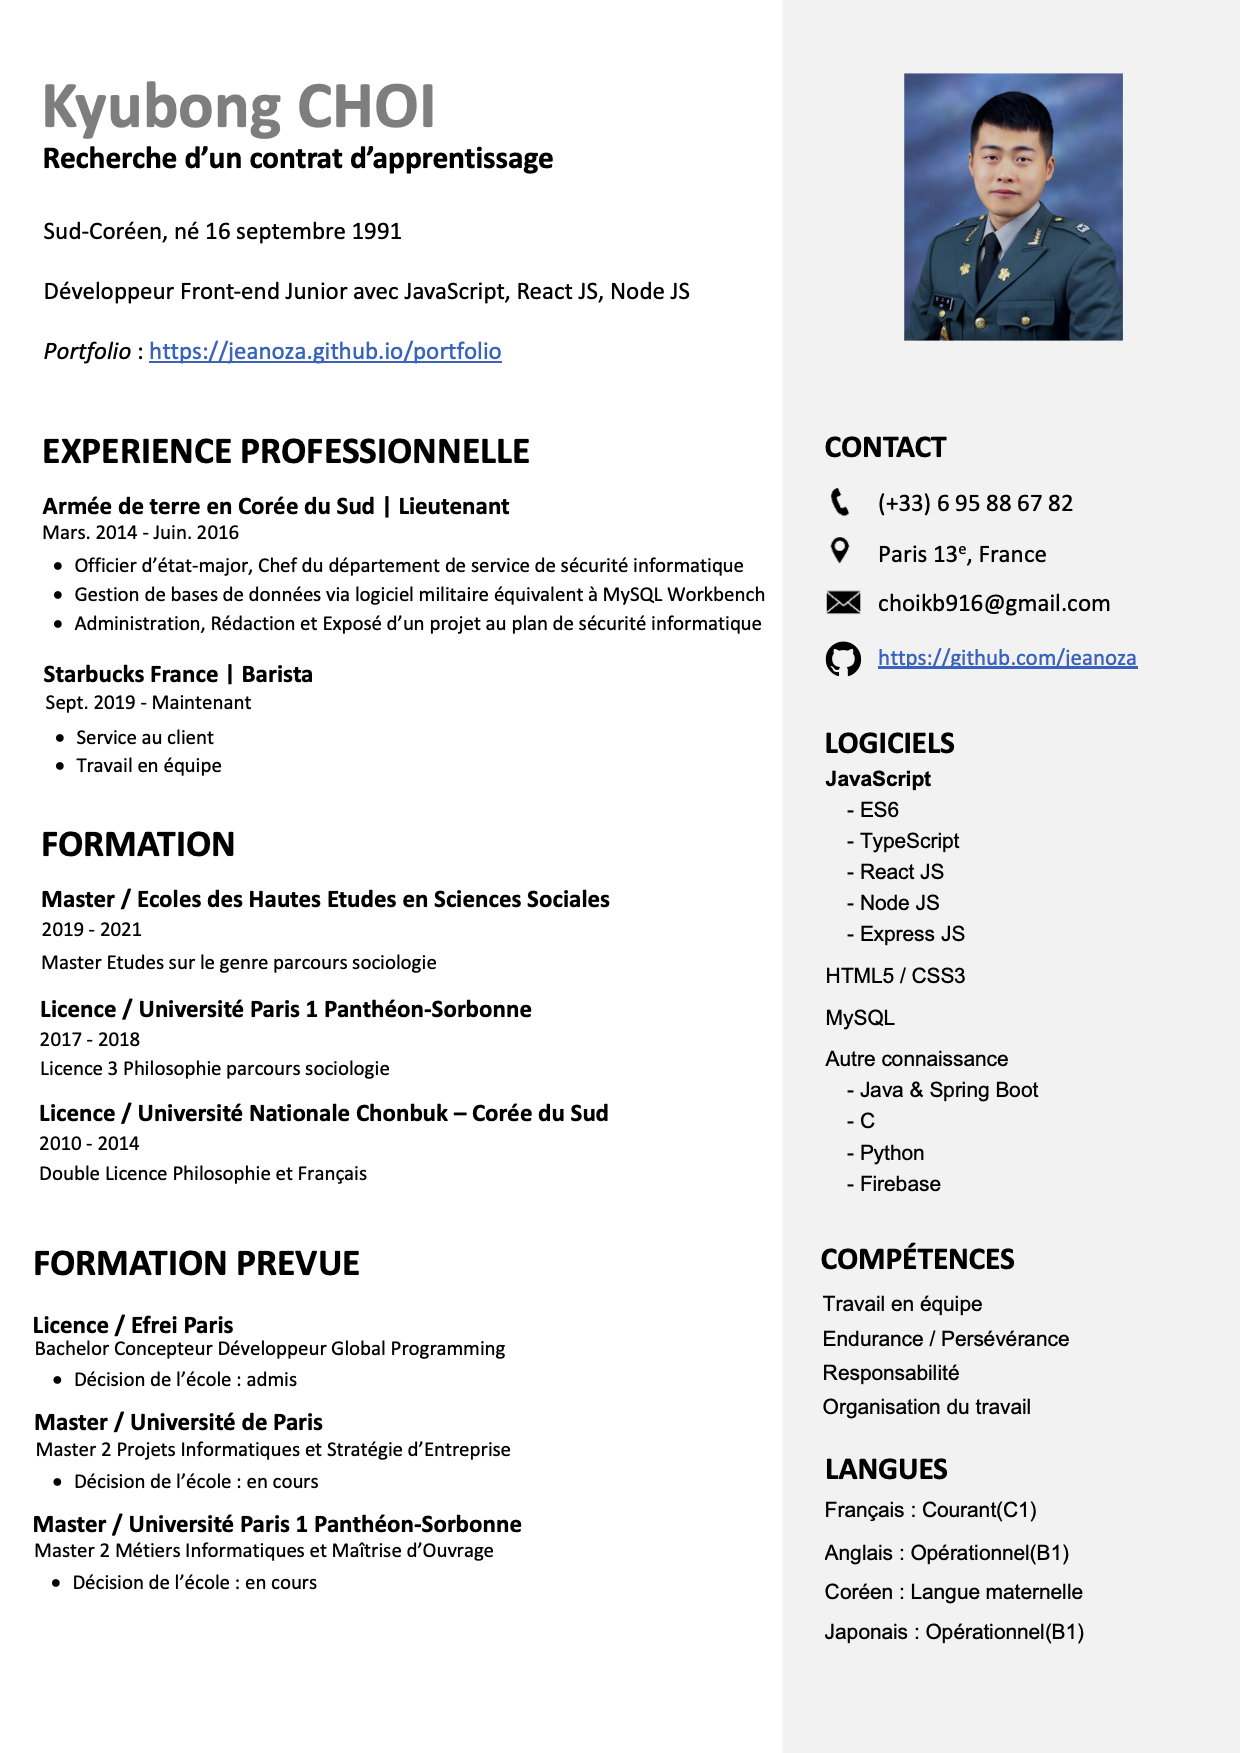 Kyubong CHOI
Recherche d’un contrat d’apprentissage
Sud-Coréen, né 16 septembre 1991
Développeur Front-end Junior avec JavaScript, React JS, Node JS
Portfolio : https://jeanoza.github.io/portfolio
EXPERIENCE PROFESSIONNELLE
Armée de terre en Corée du Sud | Lieutenant
Mars. 2014 - Juin. 2016
• Officier d’état-major, Chef du département de service de sécurité informatique
• Gestion de bases de données via logiciel militaire équivalent à MySQL Workbench
• Administration, Rédaction et Exposé d’un projet au plan de sécurité informatique
Starbucks France | Barista
Sept. 2019 - Maintenant
• Service au client
• Travail en équipe
FORMATION
Master / Ecoles des Hautes Etudes en Sciences Sociales
2019 - 2021
Master Etudes sur le genre parcours sociologie
Licence / Université Paris 1 Panthéon-Sorbonne
2017 - 2018
Licence 3 Philosophie parcours sociologie
Licence / Université Nationale Chonbuk – Corée du Sud
2010 - 2014
Double Licence Philosophie et Français
FORMATION PREVUE
Licence / Efrei Paris
Bachelor Concepteur Développeur Global Programming
• Décision de l’école : admis
Master / Université de Paris
Master 2 Projets Informatiques et Stratégie d’Entreprise
• Décision de l’école : en cours
Master / Université Paris 1 Panthéon-Sorbonne
Master 2 Métiers Informatiques et Maîtrise d’Ouvrage
• Décision de l’école : en cours
CONTACT
(+33) 6 95 88 67 82
Paris 13ᵉ, France
choikb916@gmail.com
https://github.com/jeanoza
LOGICIELS
JavaScript
- ES6
- TypeScript
- React JS
- Node JS
- Express JS
HTML5 / CSS3
MySQL
Autre connaissance
- Java & Spring Boot
- C
- Python
- Firebase
COMPÉTENCES
Travail en équipe
Endurance / Persévérance
Responsabilité
Organisation du travail
LANGUES
Français : Courant(C1)
Anglais : Opérationnel(B1)
Coréen : Langue maternelle
Japonais : Opérationnel(B1)